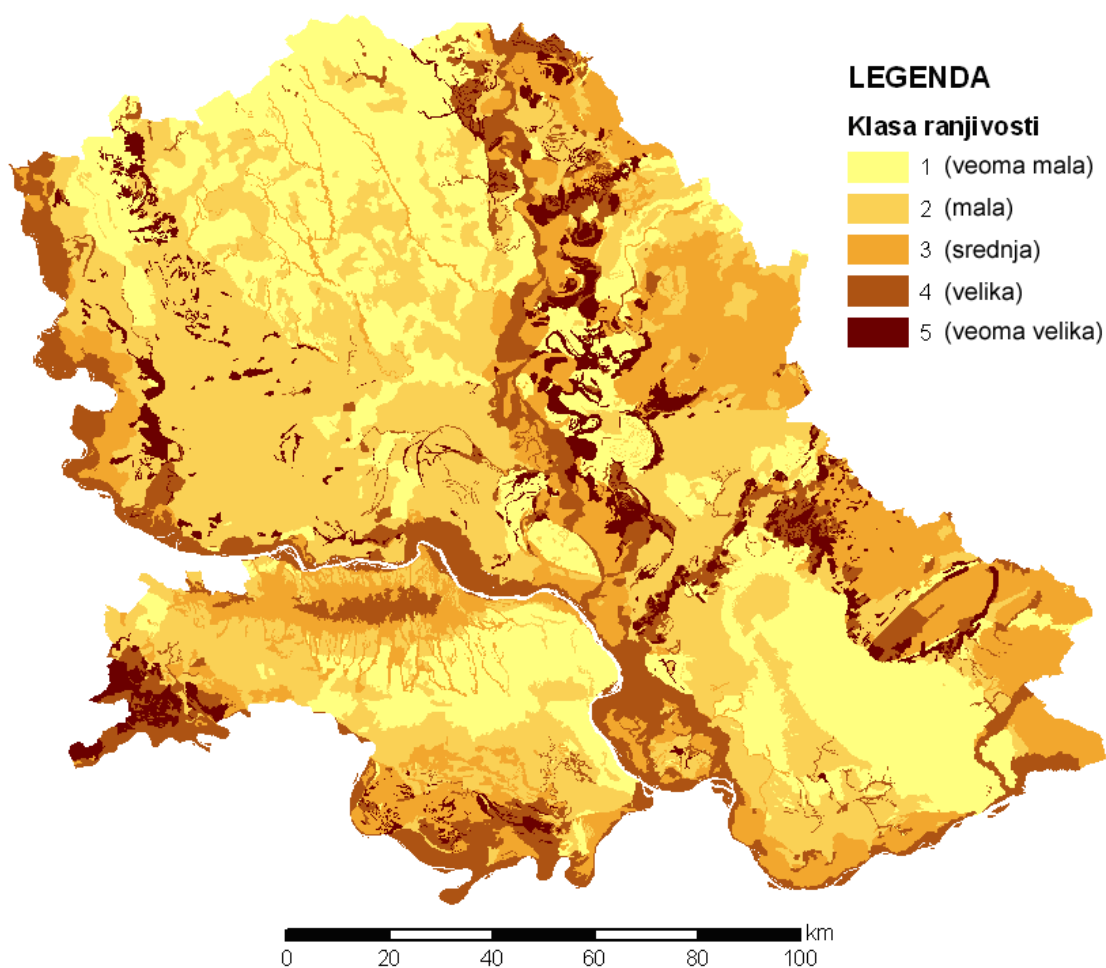 LEGENDA
Klasa ranjivosti
1 (veoma mala)
2 (mala)
3 (srednja)
4 (velika)
5 (veoma velika)
km
0 20 40 60 80 100